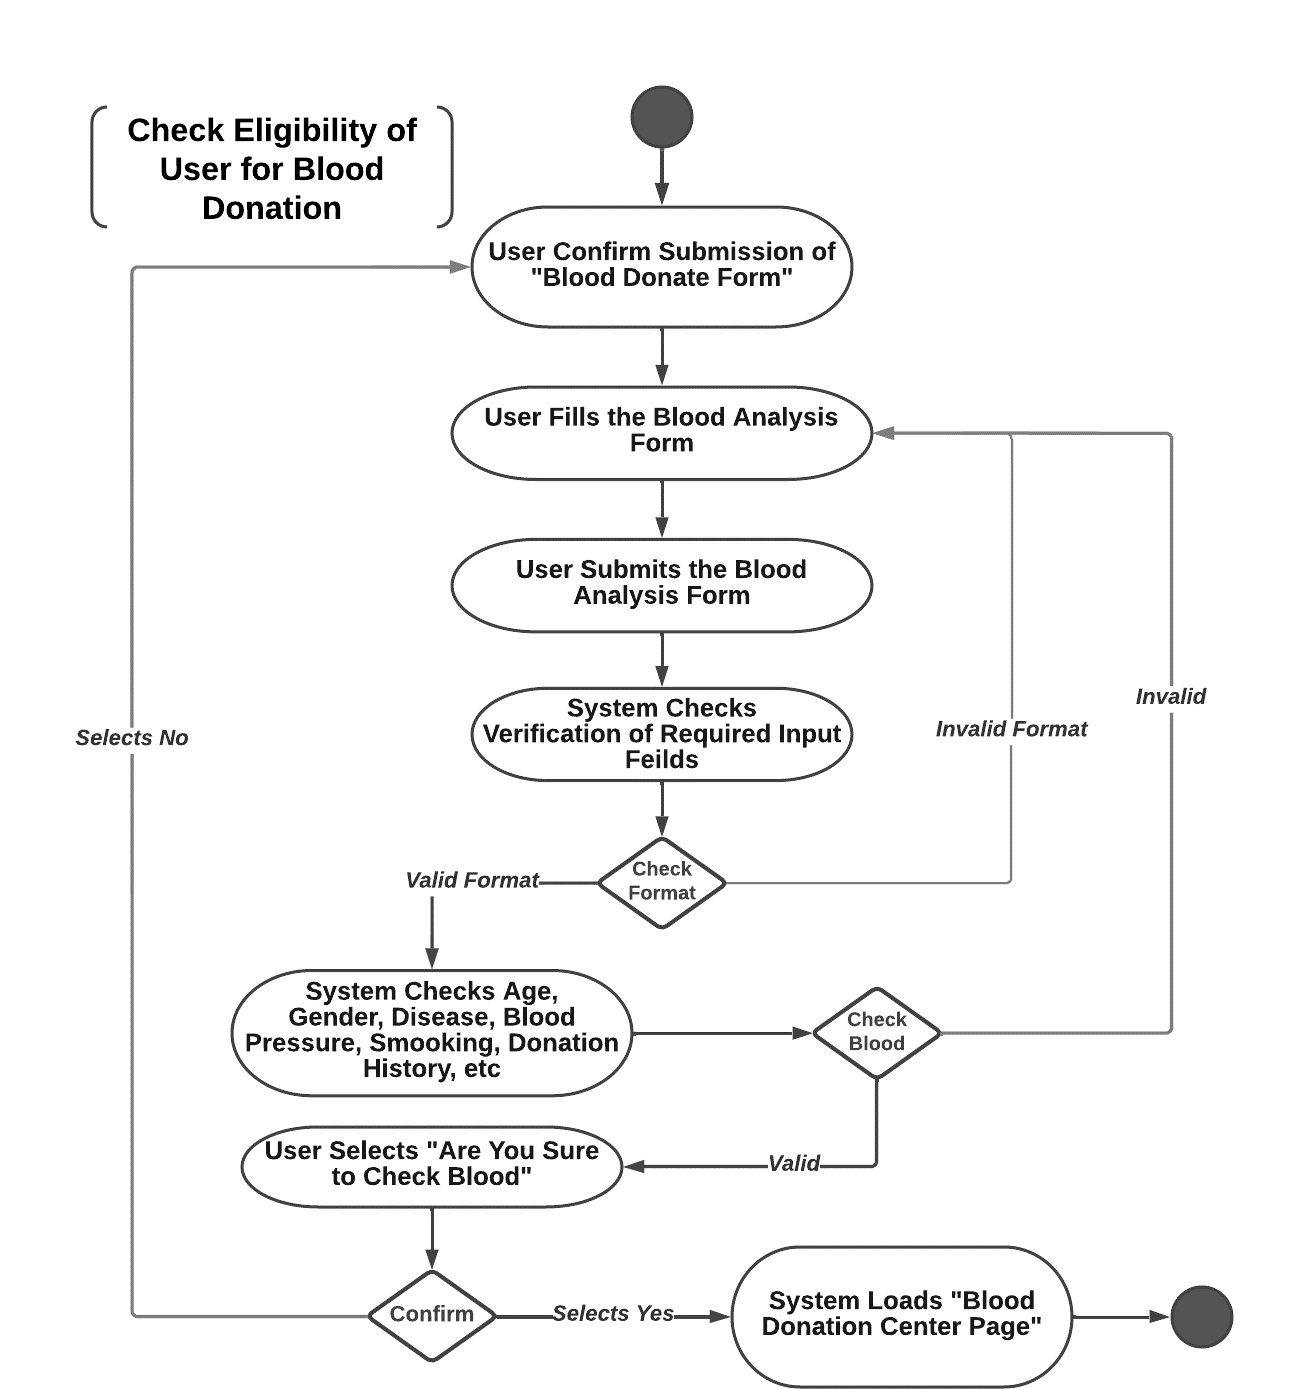 Check Eligibility of
User for Blood
Donation
User Confirm Submission of
"Blood Donate Form"
User Fills the Blood Analysis
Form
User Submits the Blood
Analysis Form
System Checks
Verification of Required Input
Feilds
Invalid
Invalid Format
Selects No
Check
Format
Valid Format
System Checks Age,
Gender, Disease, Blood
Pressure, Smooking, Donation
History, etc
Check
Blood
User Selects "Are You Sure
to Check Blood"
Valid
Confirm
Selects Yes
System Loads "Blood
Donation Center Page"